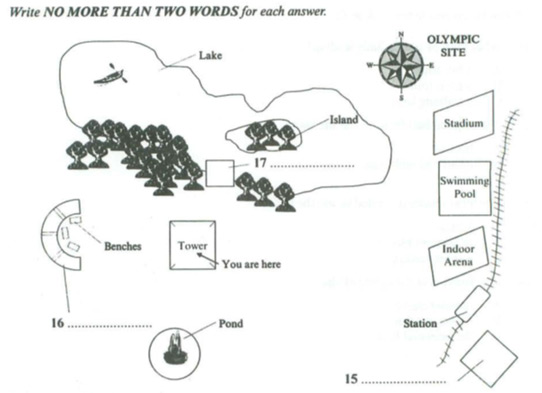 Write NO MORE THAN TWO WORDS for each answer.
N
OLYMPIC
SITE
Lake
W
E
S
Island
Stadium
17 ........................
Swimming
Pool
Benches
Tower
You are here
Indoor
Arena
16 ........................
Pond
Station
15 ........................